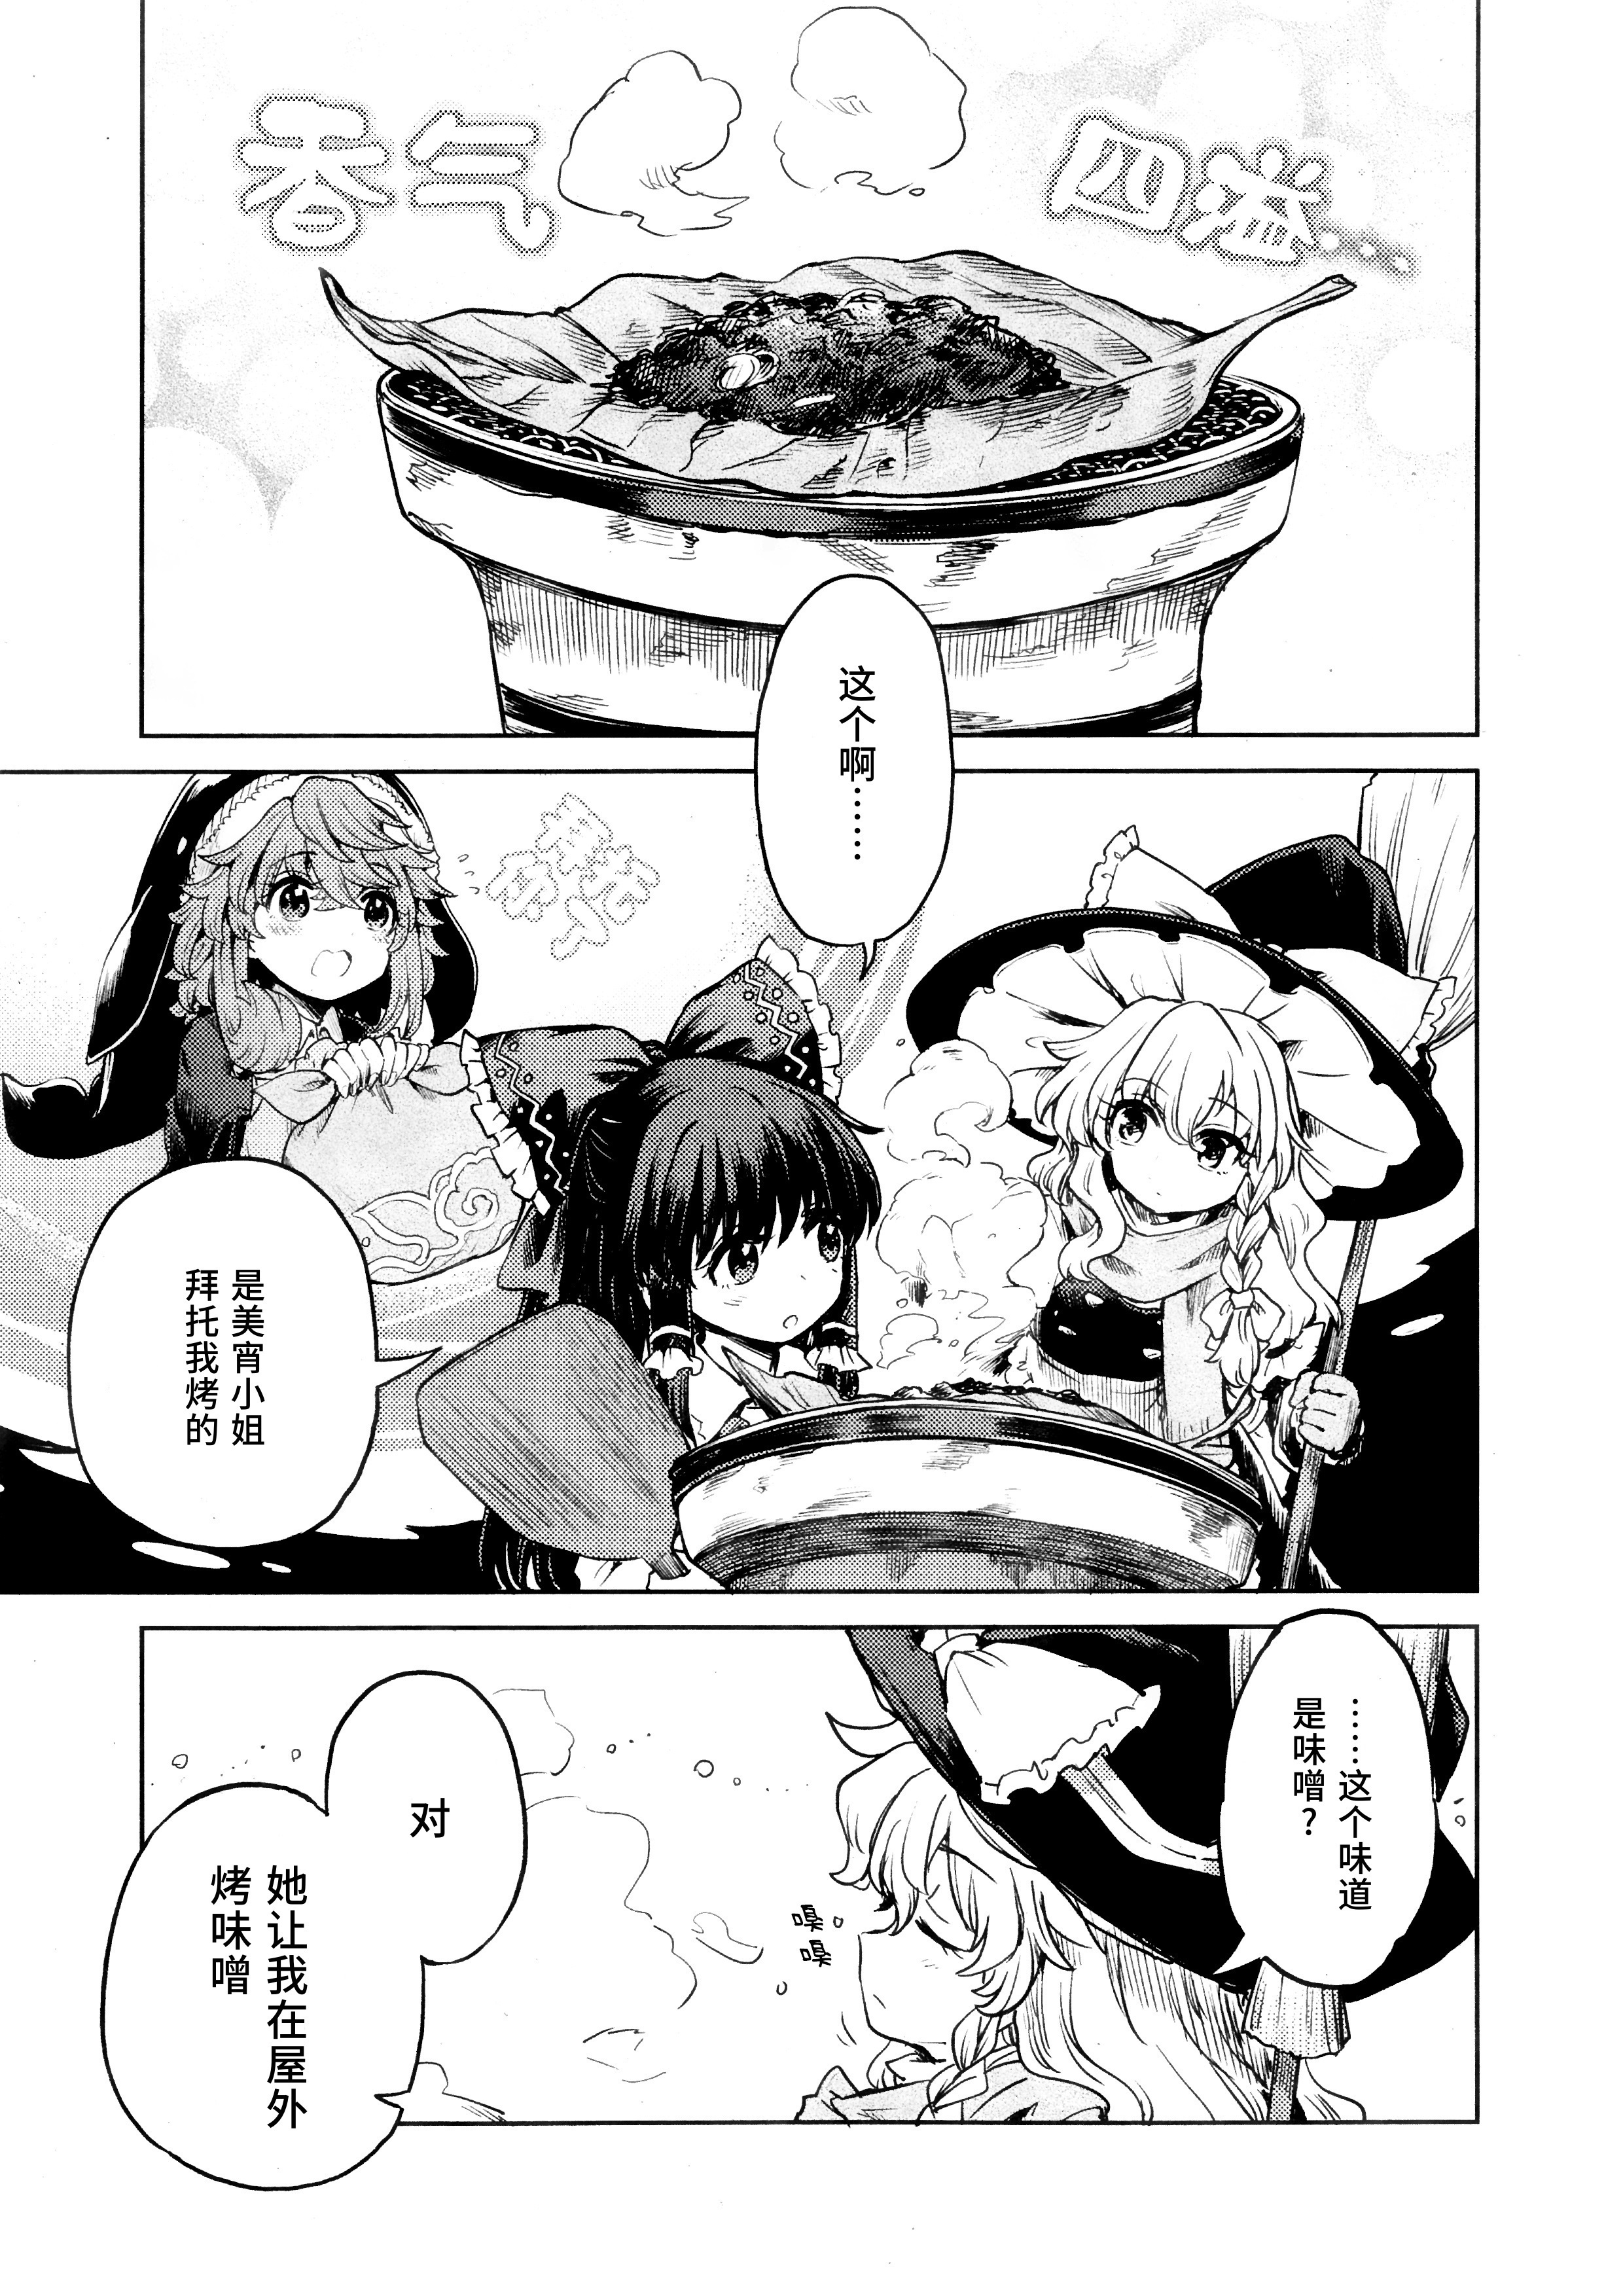 香气
四溢……
这个啊……
是美宵小姐
拜托我烤的
……这个味道
是味噌？
嗅
嗅
对
她让我在屋外
烤味噌